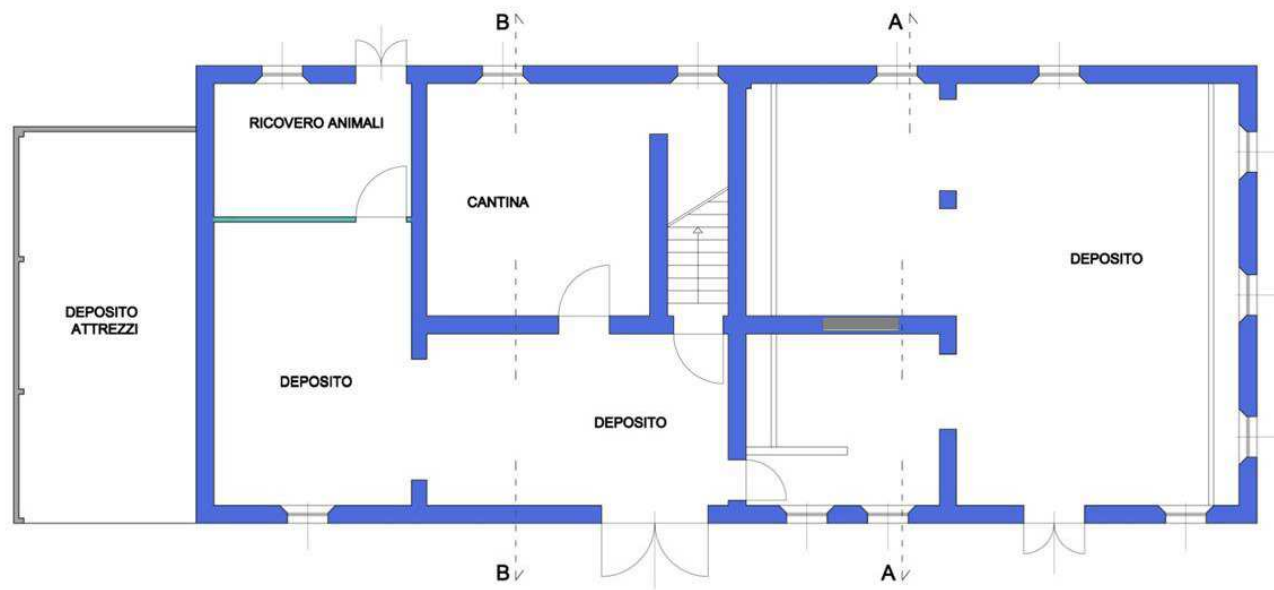 B
A
RICOVERO ANIMALI
CANTINA
DEPOSITO
DEPOSITO
ATTREZZI
DEPOSITO
DEPOSITO
B
A